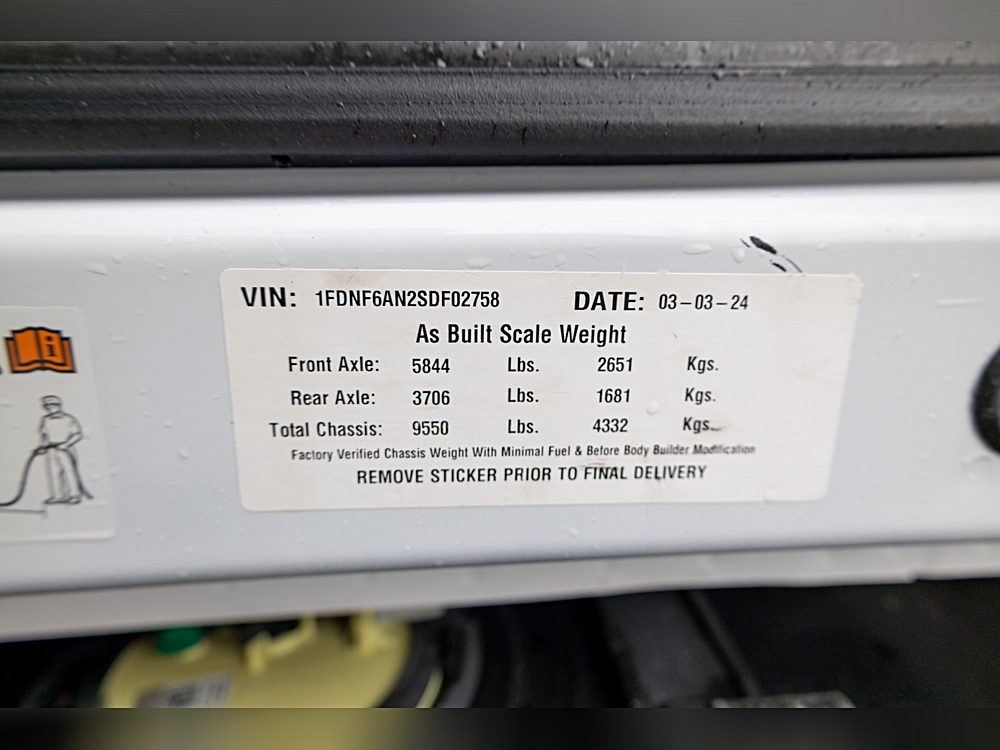 VIN: 1FDNF6AN2SDF02758 DATE: 03-03-24
As Built Scale Weight
Front Axle: 5844 Lbs. 2651 Kgs.
Rear Axle: 3706 Lbs. 1681 Kgs.
Total Chassis: 9550 Lbs. 4332 Kgs.
Factory Verified Chassis Weight With Minimal Fuel & Before Body Builder Modification
REMOVE STICKER PRIOR TO FINAL DELIVERY